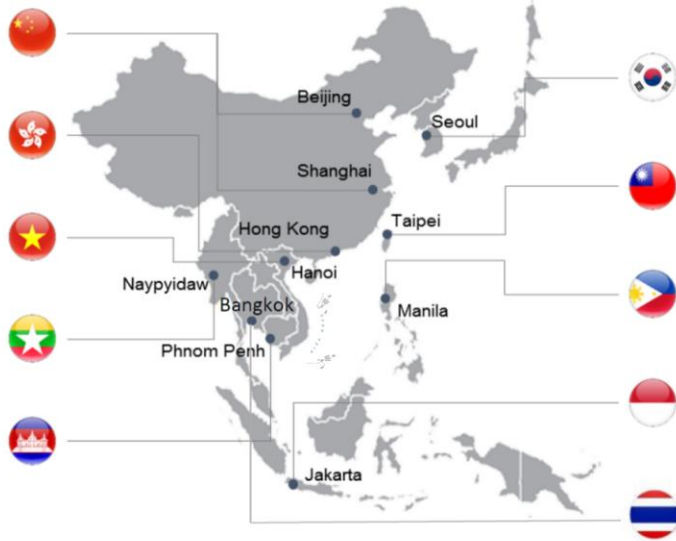 Beijing
Seoul
Shanghai
Taipei
Hong Kong
Hanoi
Naypyidaw
Bangkok
Manila
Phnom Penh
Jakarta